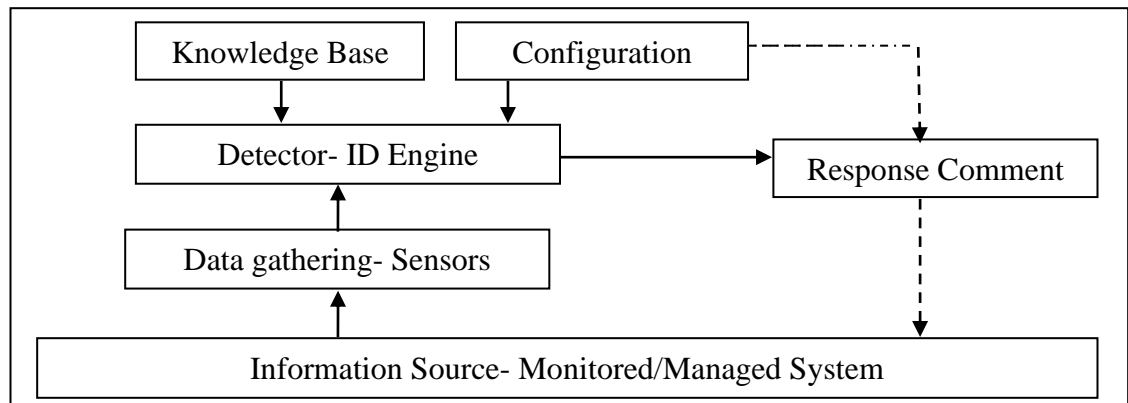 Knowledge Base
Configuration
Detector- ID Engine
Response Comment
Data gathering- Sensors
Information Source- Monitored/Managed System